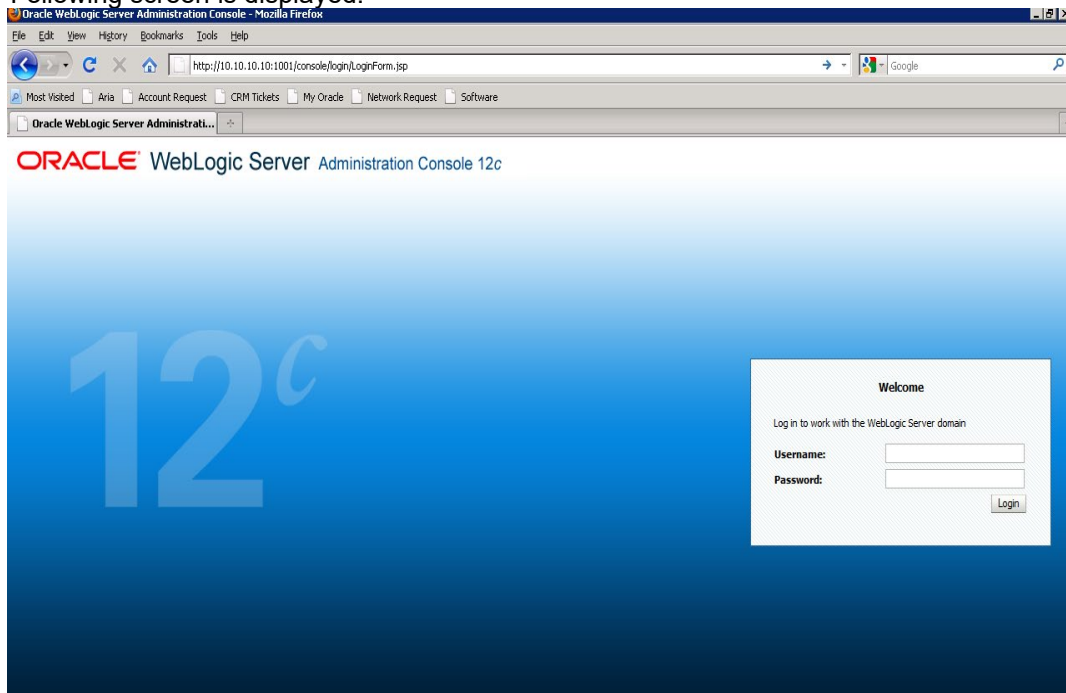 Following screen is displayed:
Oracle WebLogic Server Administration Console - Mozilla Firefox
File Edit View History Bookmarks Tools Help
http://10.10.10.10:1001/console/login/LoginForm.jsp
Google
Most Visited Aria Account Request CRM Tickets My Oracle Network Request Software
Oracle WebLogic Server Administrati...
ORACLE WebLogic Server Administration Console 12c
12c
Welcome
Log in to work with the WebLogic Server domain
Username:
Password:
Login